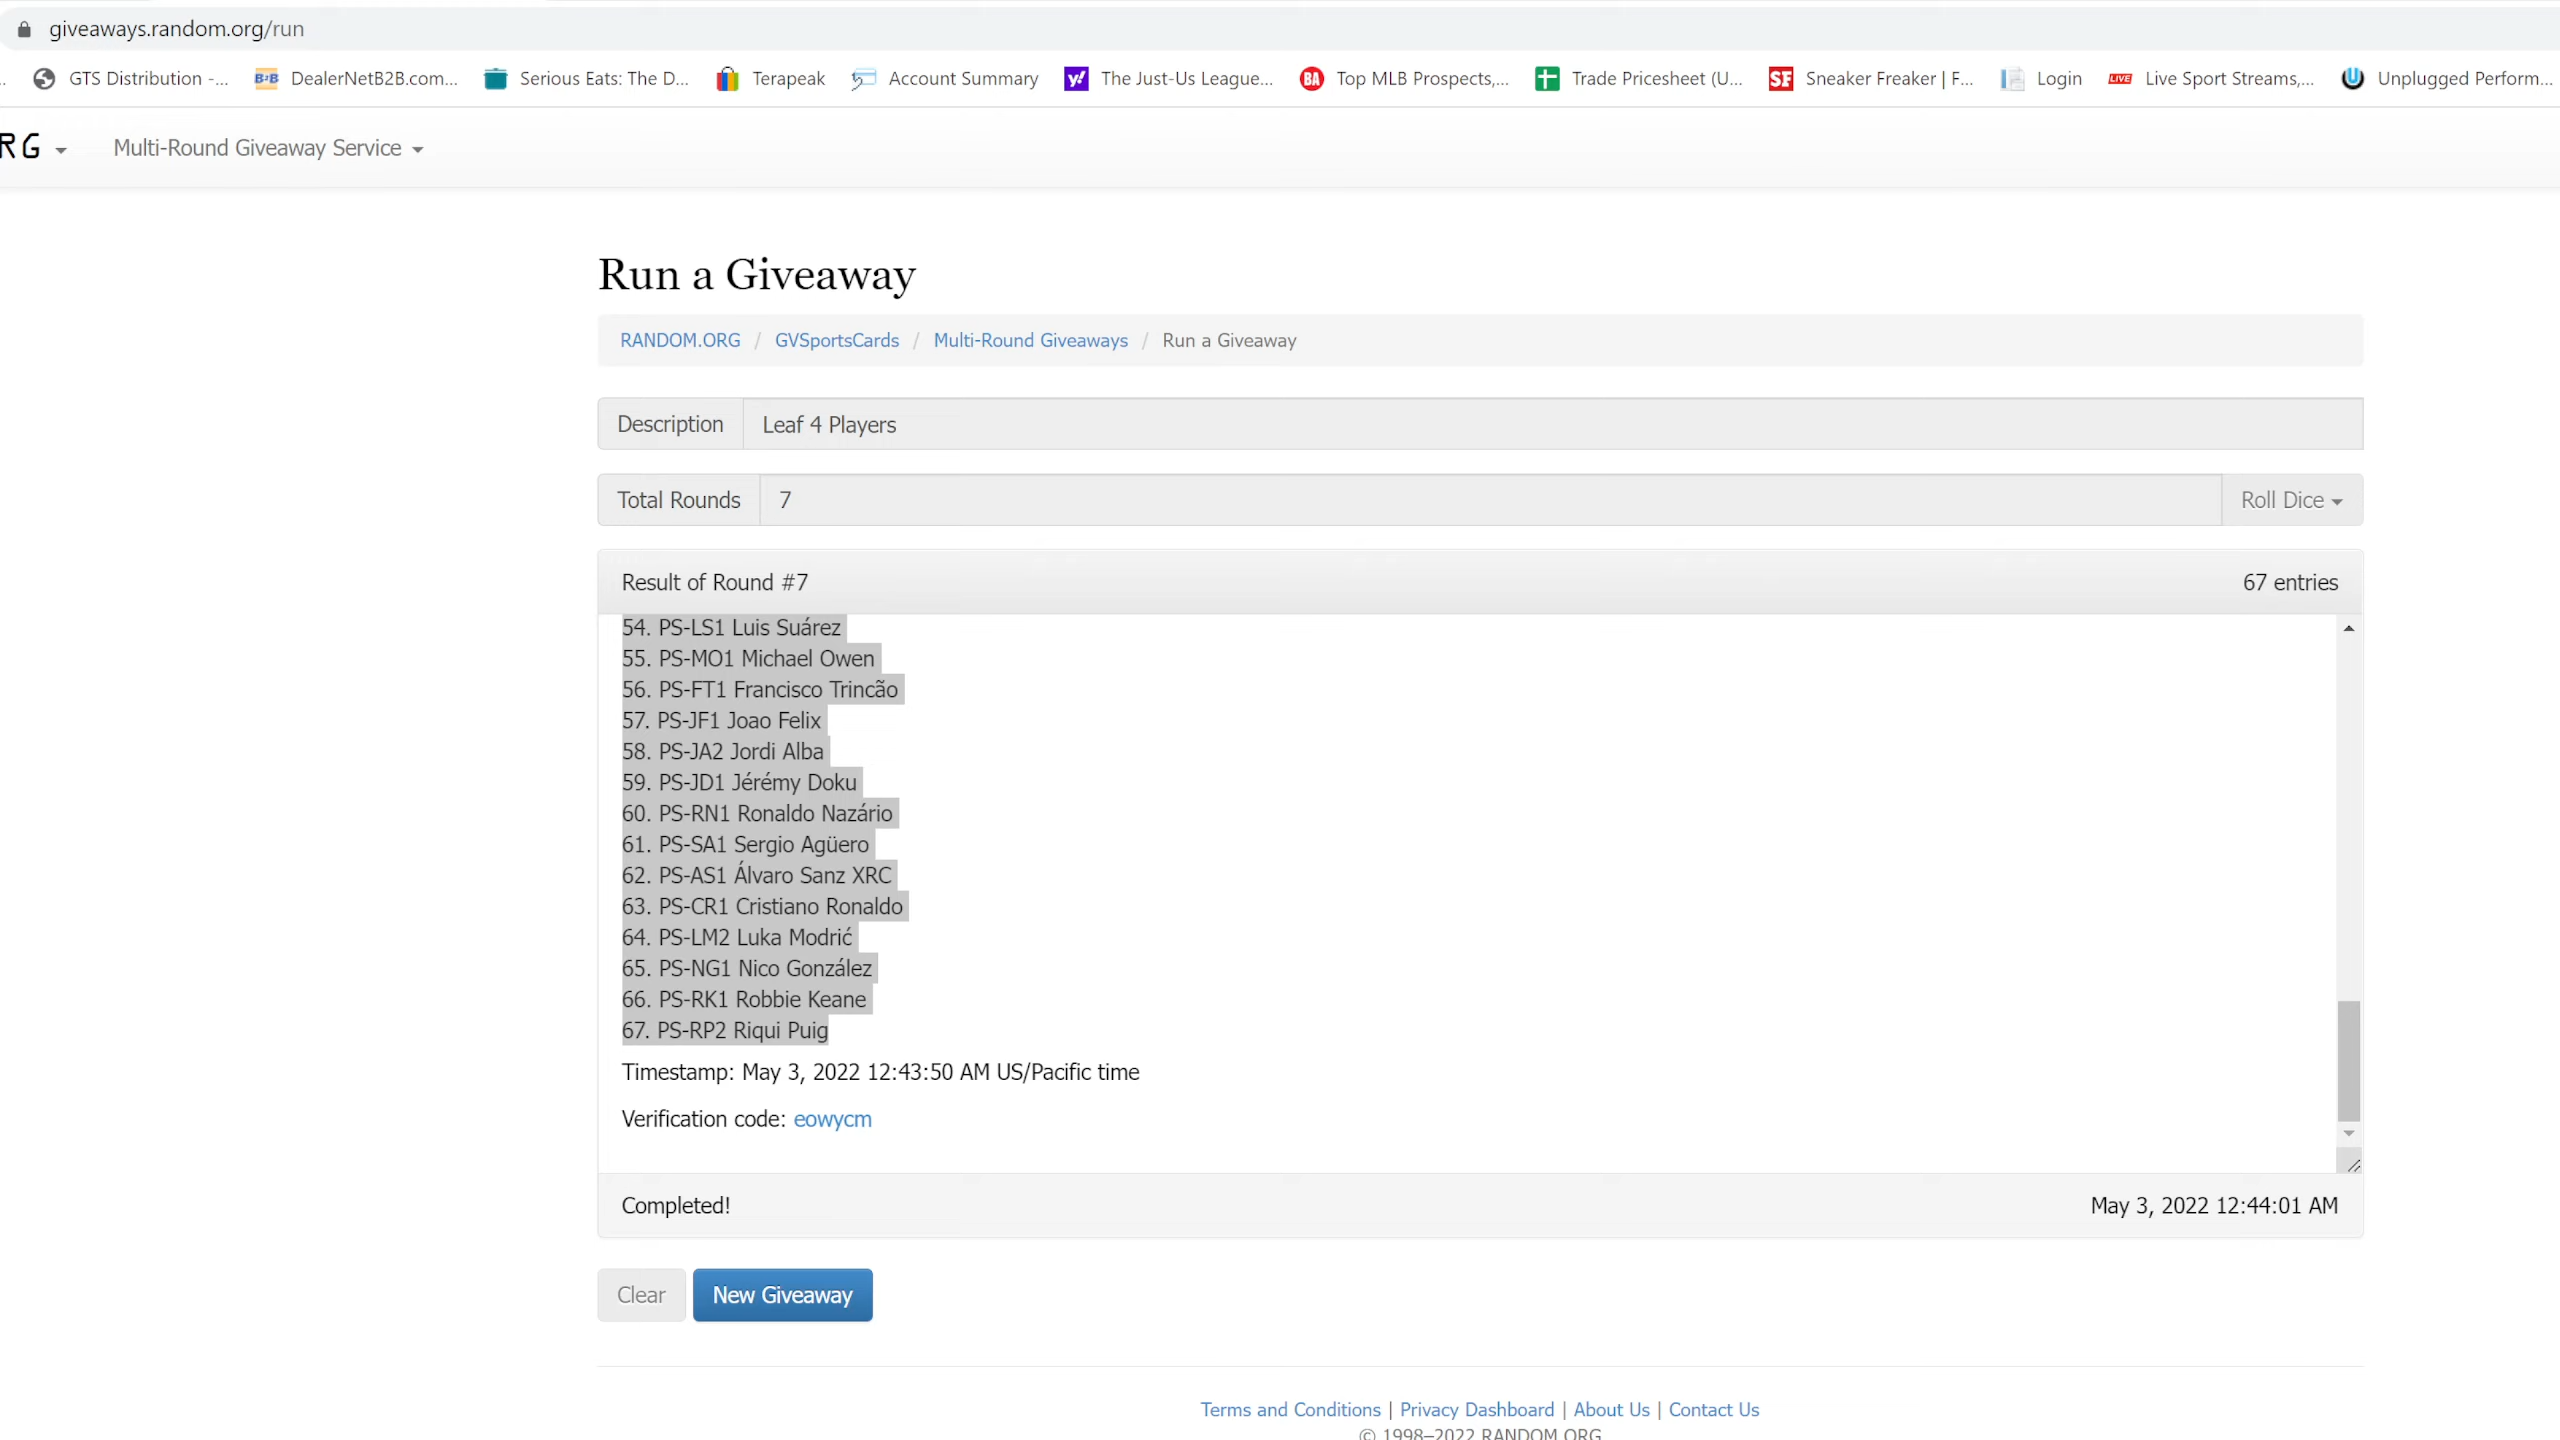 giveaways.random.org/run
GTS Distribution -... B2B DealerNetB2B.com... Serious Eats: The D... Terapeak Account Summary y! The Just-Us League... BA Top MLB Prospects,... Trade Pricesheet (U... SF Sneaker Freaker | F... Login LIVE Live Sport Streams,... Unplugged Perform...
RG Multi-Round Giveaway Service
Run a Giveaway
RANDOM.ORG / GVSportsCards / Multi-Round Giveaways / Run a Giveaway
Description Leaf 4 Players
Total Rounds 7 Roll Dice
Result of Round #7 67 entries
54. PS-LS1 Luis Suárez
55. PS-MO1 Michael Owen
56. PS-FT1 Francisco Trincão
57. PS-JF1 Joao Felix
58. PS-JA2 Jordi Alba
59. PS-JD1 Jérémy Doku
60. PS-RN1 Ronaldo Nazário
61. PS-SA1 Sergio Agüero
62. PS-AS1 Álvaro Sanz XRC
63. PS-CR1 Cristiano Ronaldo
64. PS-LM2 Luka Modrić
65. PS-NG1 Nico González
66. PS-RK1 Robbie Keane
67. PS-RP2 Riqui Puig
Timestamp: May 3, 2022 12:43:50 AM US/Pacific time
Verification code: eowycm
Completed! May 3, 2022 12:44:01 AM
Clear New Giveaway
Terms and Conditions | Privacy Dashboard | About Us | Contact Us
© 1998–2022 RANDOM.ORG